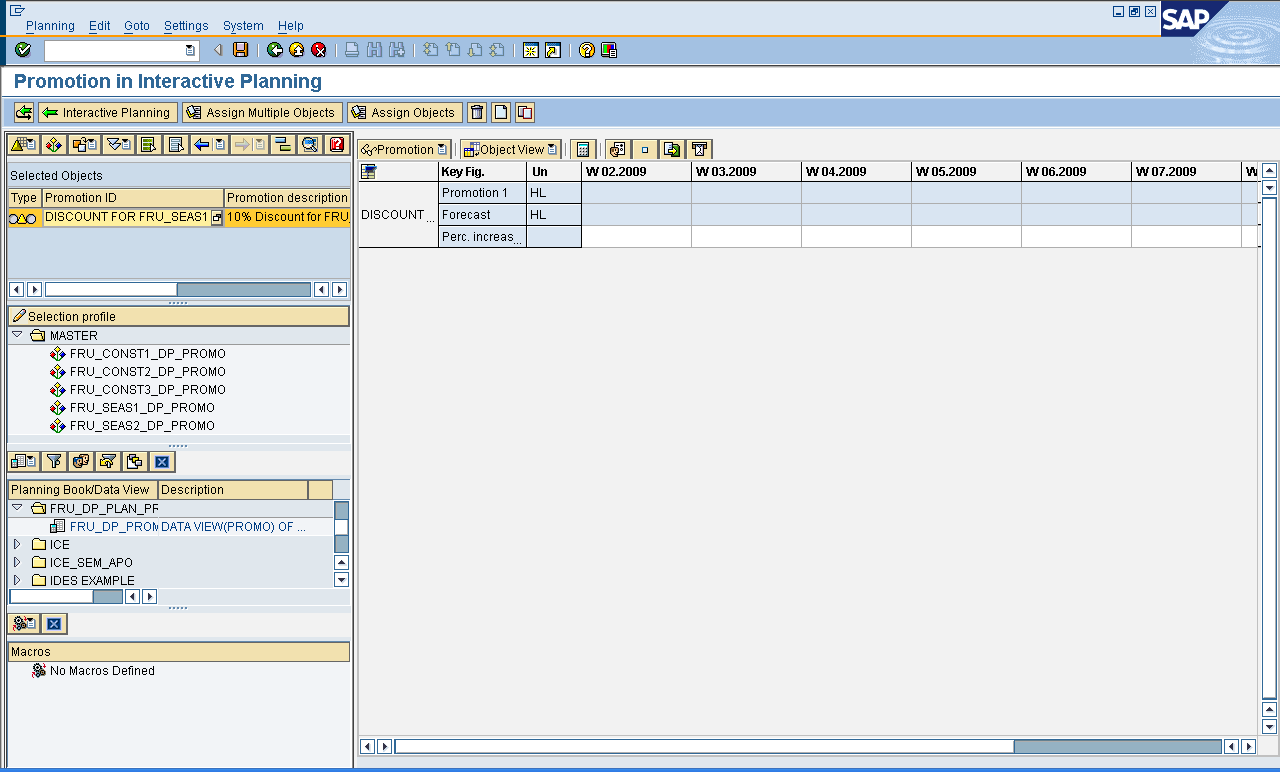 Planning Edit Goto Settings System Help
SAP
Promotion in Interactive Planning
Interactive Planning Assign Multiple Objects Assign Objects
Selected Objects
Type Promotion ID Promotion description
DISCOUNT FOR FRU_SEAS1 10% Discount for FRU_
Selection profile
MASTER
FRU_CONST1_DP_PROMO
FRU_CONST2_DP_PROMO
FRU_CONST3_DP_PROMO
FRU_SEAS1_DP_PROMO
FRU_SEAS2_DP_PROMO
Planning Book/Data View Description
FRU_DP_PLAN_PF
FRU_DP_PROM DATA VIEW(PROMO) OF ...
ICE
ICE_SEM_APO
IDES EXAMPLE
Macros
No Macros Defined
Promotion Object View
Key Fig. Un W 02.2009 W 03.2009 W 04.2009 W 05.2009 W 06.2009 W 07.2009 W
DISCOUNT ...
Promotion 1 HL
Forecast HL
Perc. increas...